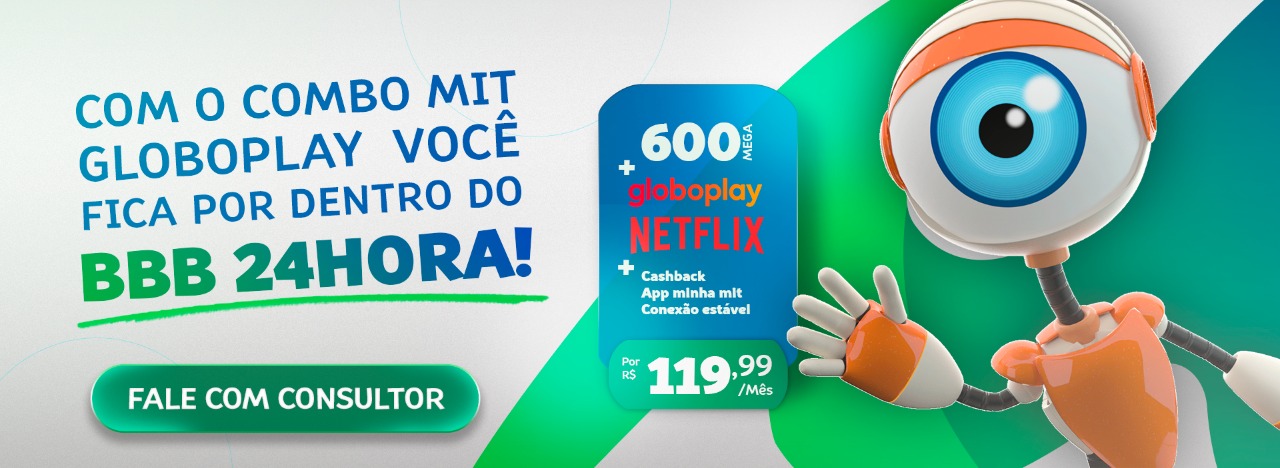 COM O COMBO MIT
GLOBOPLAY VOCÊ
FICA POR DENTRO DO
BBB 24HORA!
FALE COM CONSULTOR
600 MEGA
+
globoplay
NETFLIX
+
Cashback
App minha mit
Conexão estável
Por
R$ 119,99
/Mês